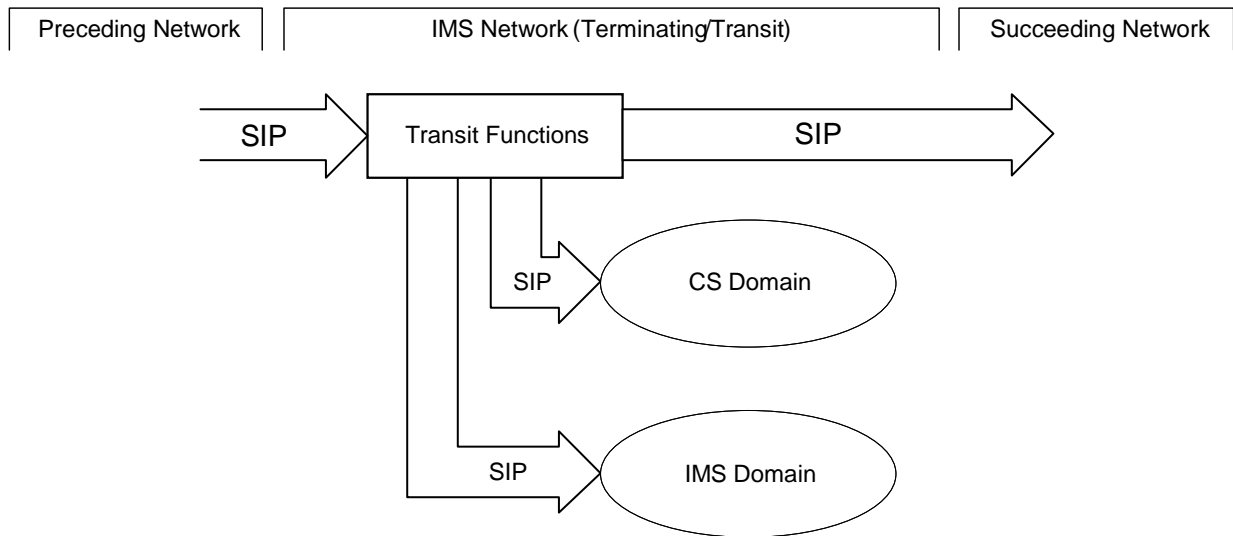 Preceding Network
IMS Network (Terminating/Transit)
Succeeding Network
SIP
Transit Functions
SIP
SIP
CS Domain
SIP
IMS Domain